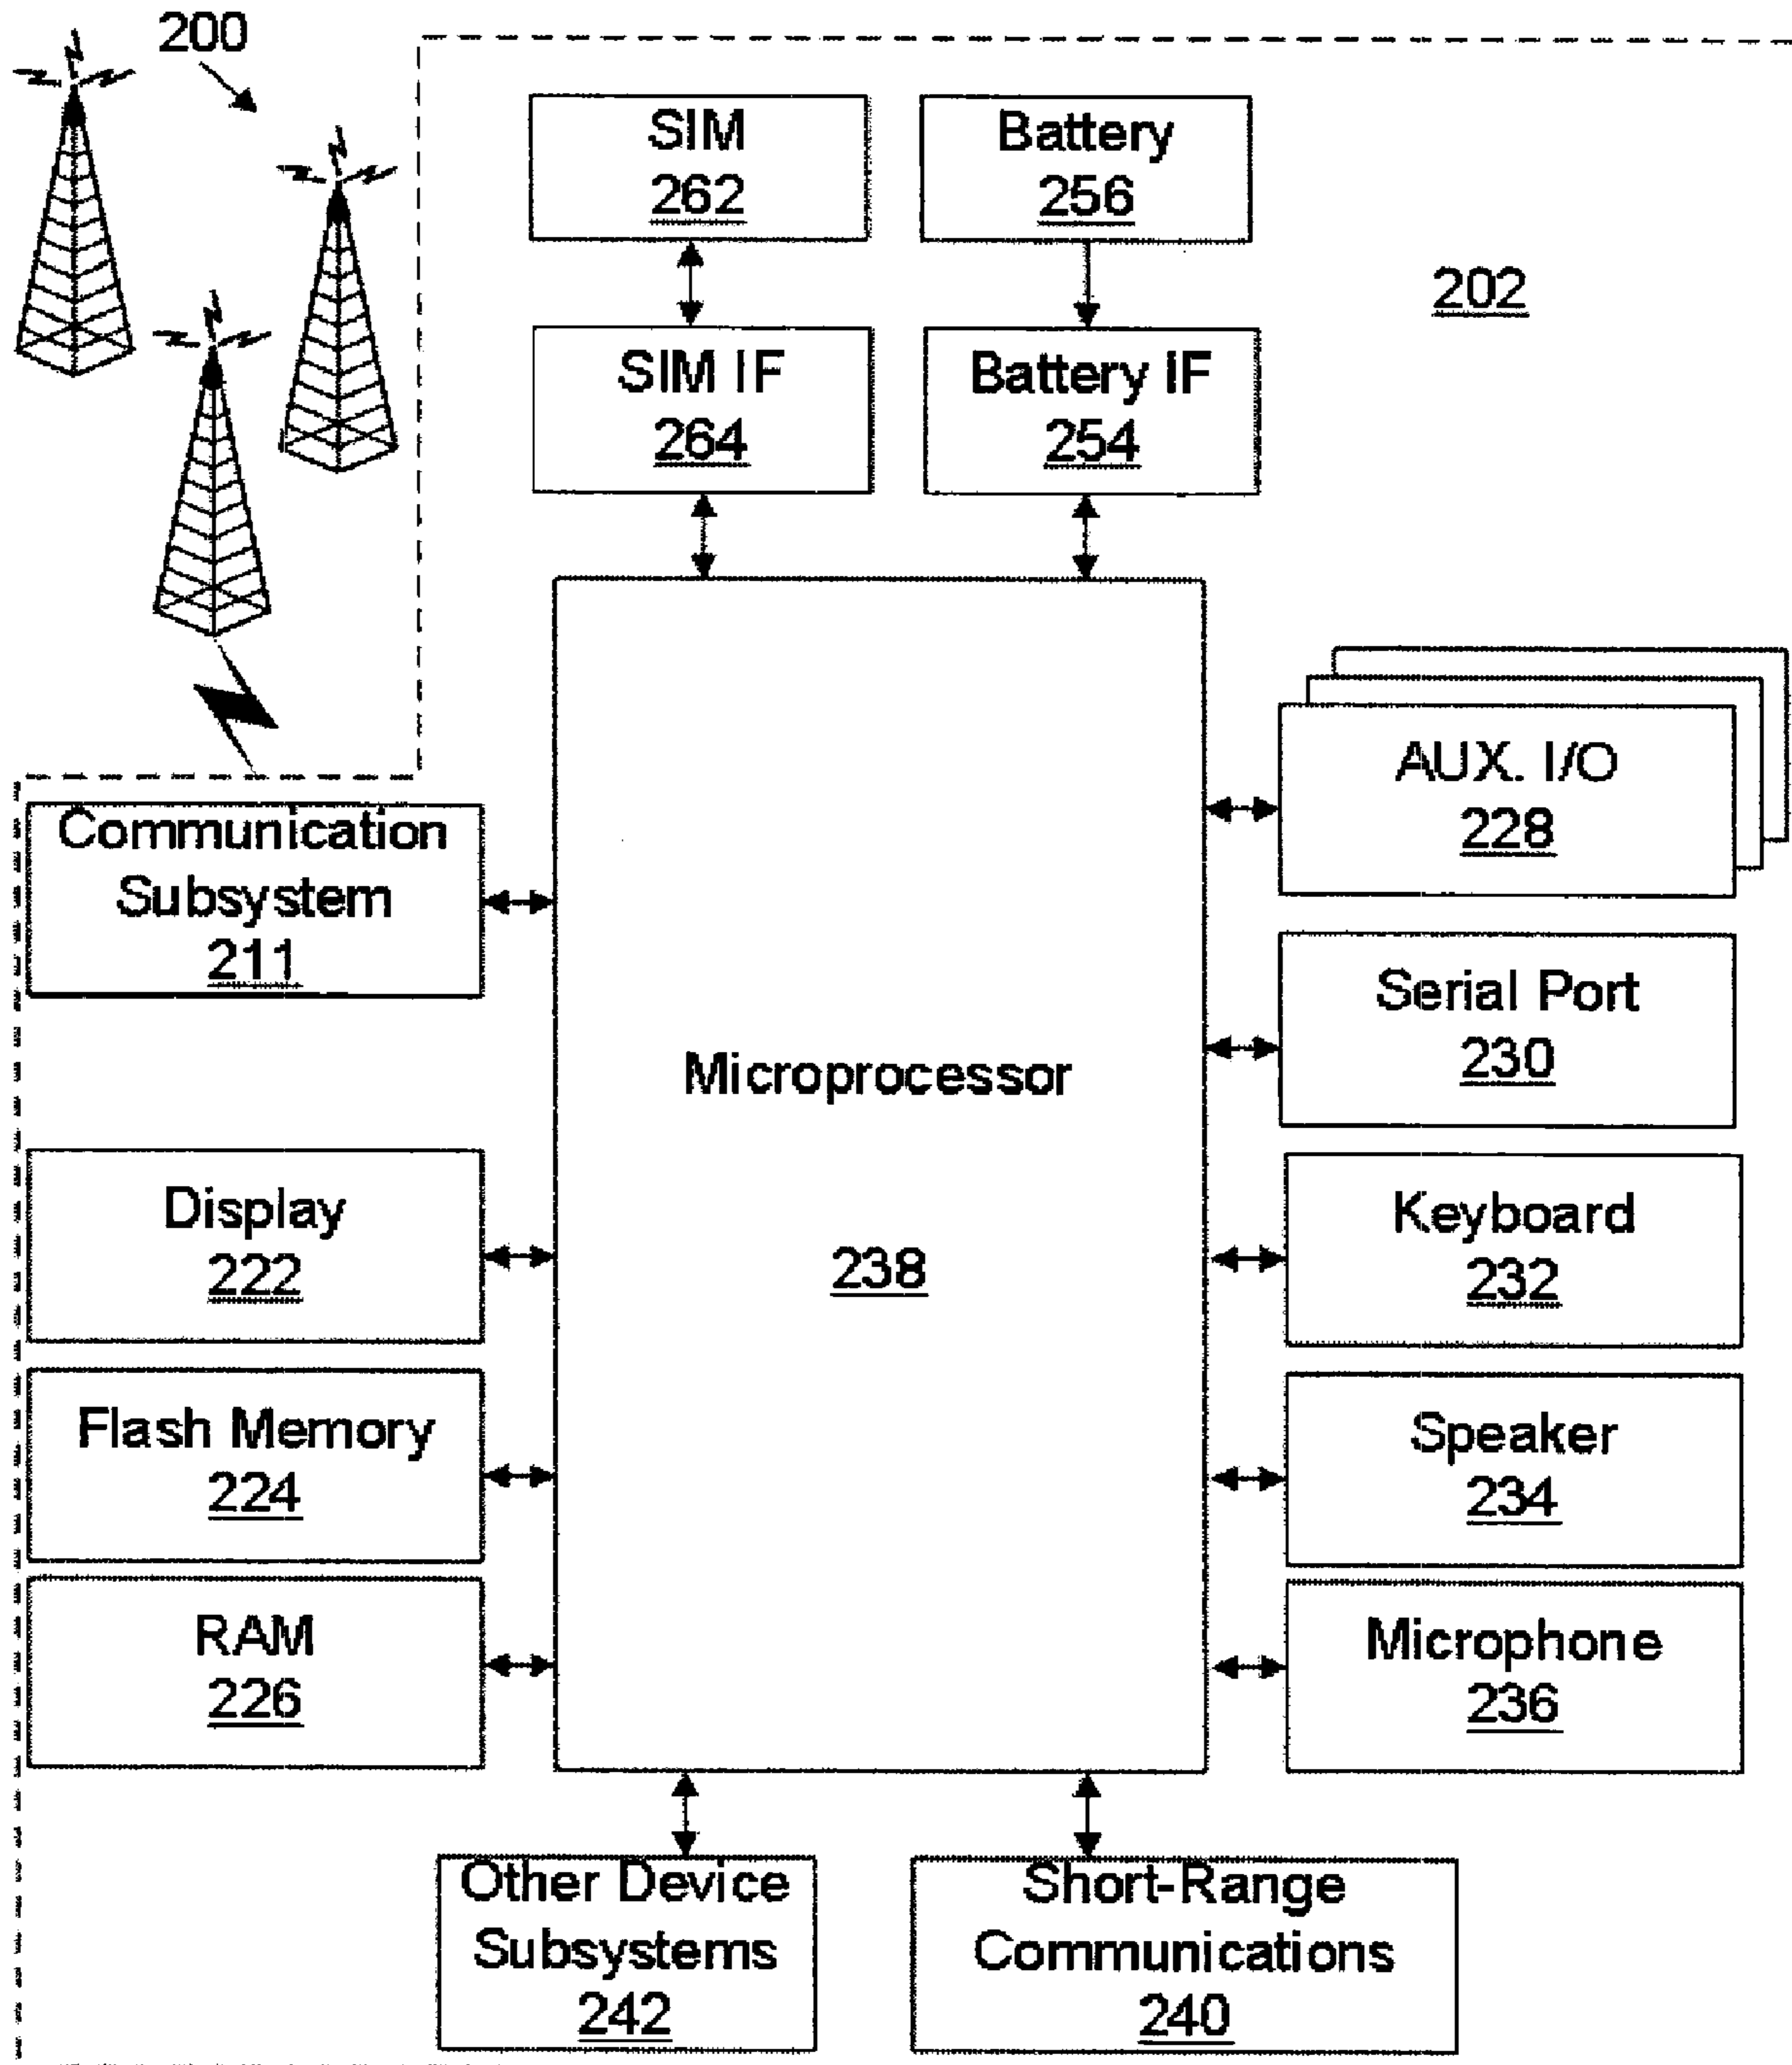 200
SIM
262
Battery
256
202
SIM IF
264
Battery IF
254
AUX. I/O
228
Communication
Subsystem
211
Serial Port
230
Microprocessor
238
Display
222
Keyboard
232
Flash Memory
224
Speaker
234
RAM
226
Microphone
236
Other Device
Subsystems
242
Short-Range
Communications
240